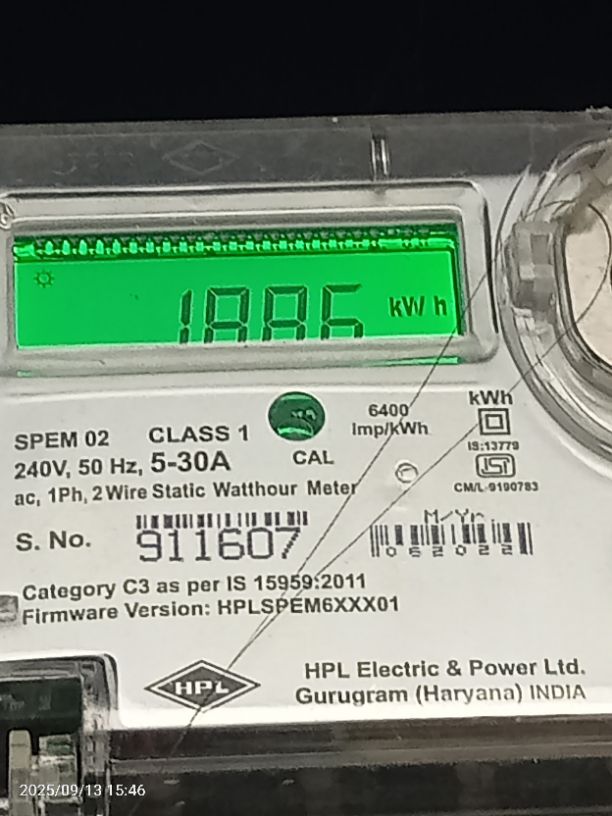 1886 kWh
SPEM 02 CLASS 1
240V, 50 Hz, 5-30A
ac, 1Ph, 2 Wire Static Watthour Meter
CAL
6400
Imp/kWh
kWh
IS:13779
ISI
CM/L-9190783
S. No. 911607
M/Yr
062022
Category C3 as per IS 15959:2011
Firmware Version: HPLSPEM6XXX01
HPL
HPL Electric & Power Ltd.
Gurugram (Haryana) INDIA
2025/09/13 15:46